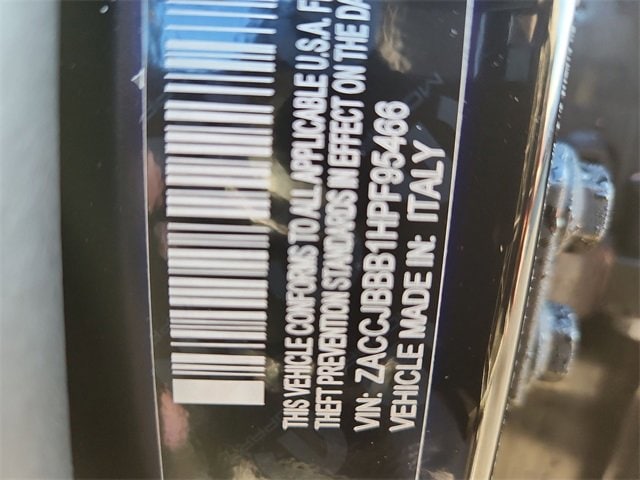 THIS VEHICLE CONFORMS TO ALL APPLICABLE U.S.A. F
THEFT PREVENTION STANDARDS IN EFFECT ON THE DA
VIN: ZACCJBBB1HPF95466
VEHICLE MADE IN: ITALY